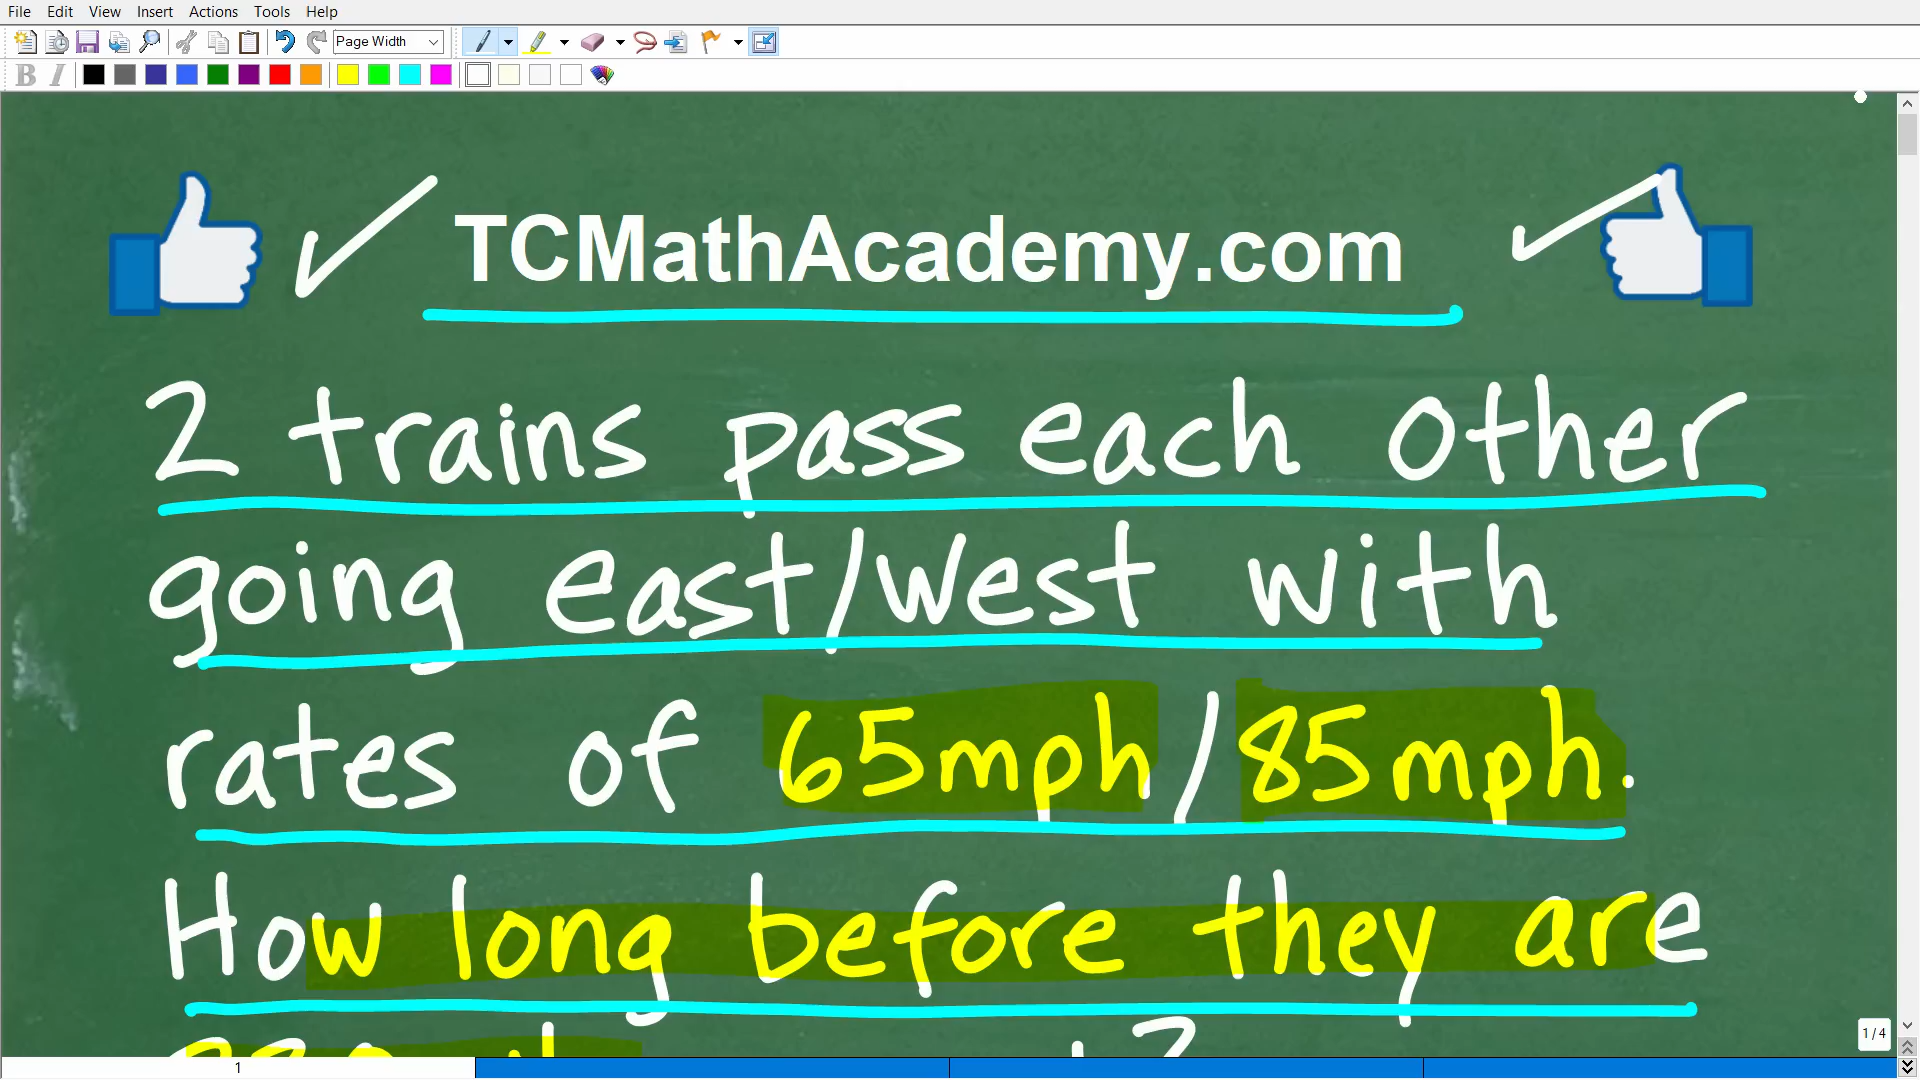 File Edit View Insert Actions Tools Help
Page Width
B I
TCMathAcademy.com
2 trains pass each other
going east/west with
rates of 65mph/85mph.
How long before they are
1/4
1